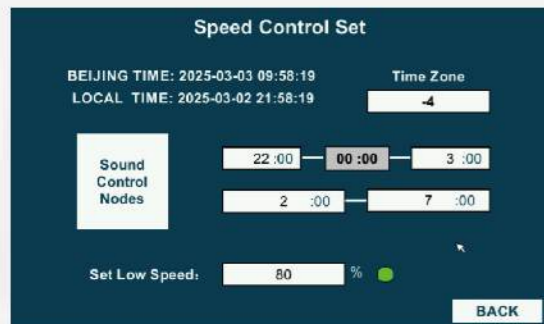 Speed Control Set
BEIJING TIME: 2025-03-03 09:58:19
Time Zone
LOCAL TIME: 2025-03-02 21:58:19
-4
Sound
Control
Nodes
22 :00 00 :00 3 :00
2 :00 7 :00
Set Low Speed: 80 %
BACK